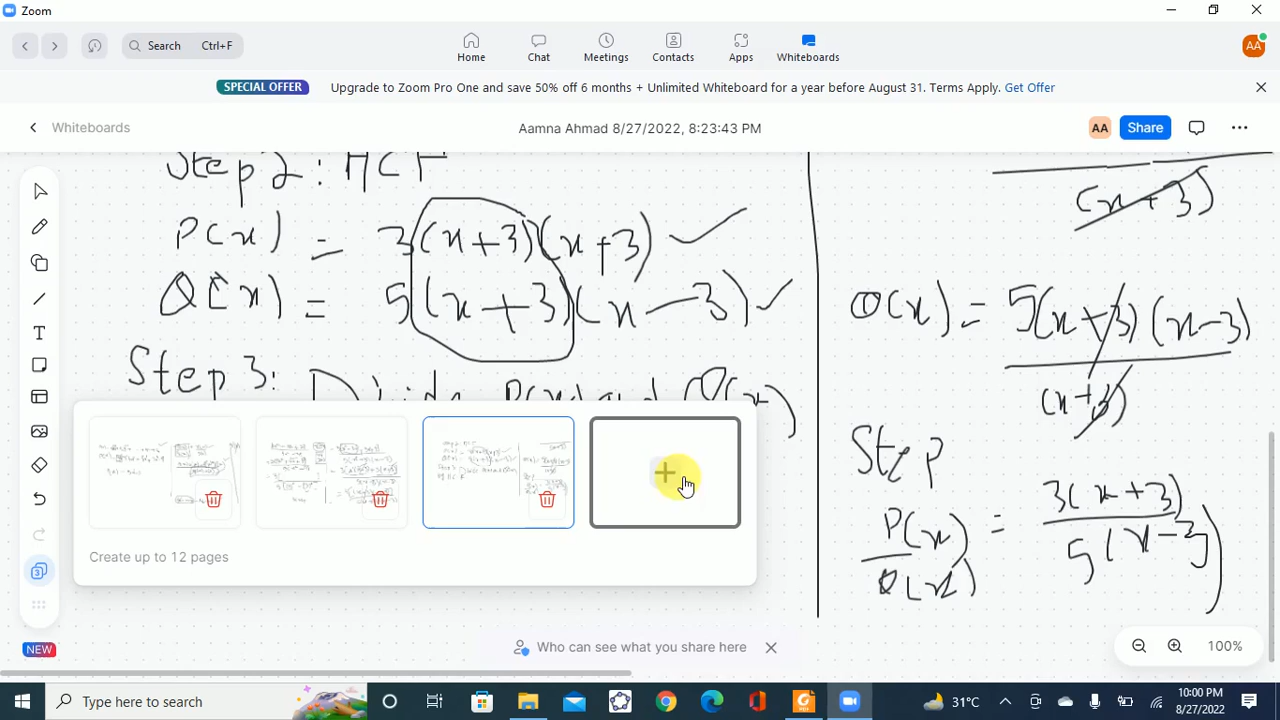 Zoom
Search Ctrl+F
Home Chat Meetings Contacts Apps Whiteboards
AA
SPECIAL OFFER Upgrade to Zoom Pro One and save 50% off 6 months + Unlimited Whiteboard for a year before August 31. Terms Apply. Get Offer
Whiteboards
Aamna Ahmad 8/27/2022, 8:23:43 PM
AA Share
Step 2 : HCF
P(x) = 3(x+3)(x+3)
Q(x) = 5(x+3)(x-3)
Step 3: Divide P(x) and Q(x)
(x+3)
Q(x) = 5(x+3)(x-3)
(x+3)
Step
P(x) = 3(x+3)
Q(x) 5(x-3)
Create up to 12 pages
3
NEW
Who can see what you share here
100%
Type here to search
31°C
10:00 PM
8/27/2022